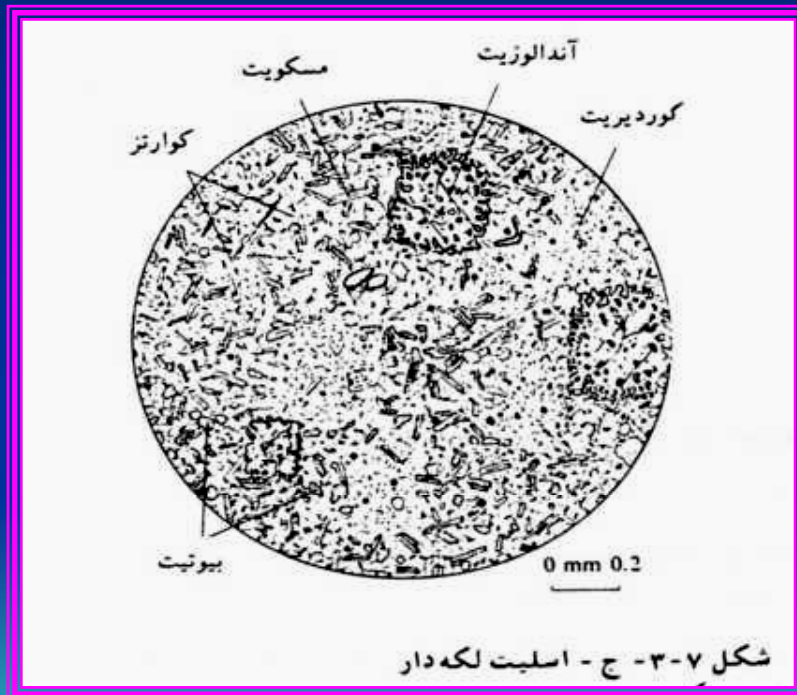 آندالوزیت
مسکویت
کوردیریت
کوارتز
بیوتیت
0 mm 0.2
شکل ۷-۳- ج - اسلیت لکه‌دار